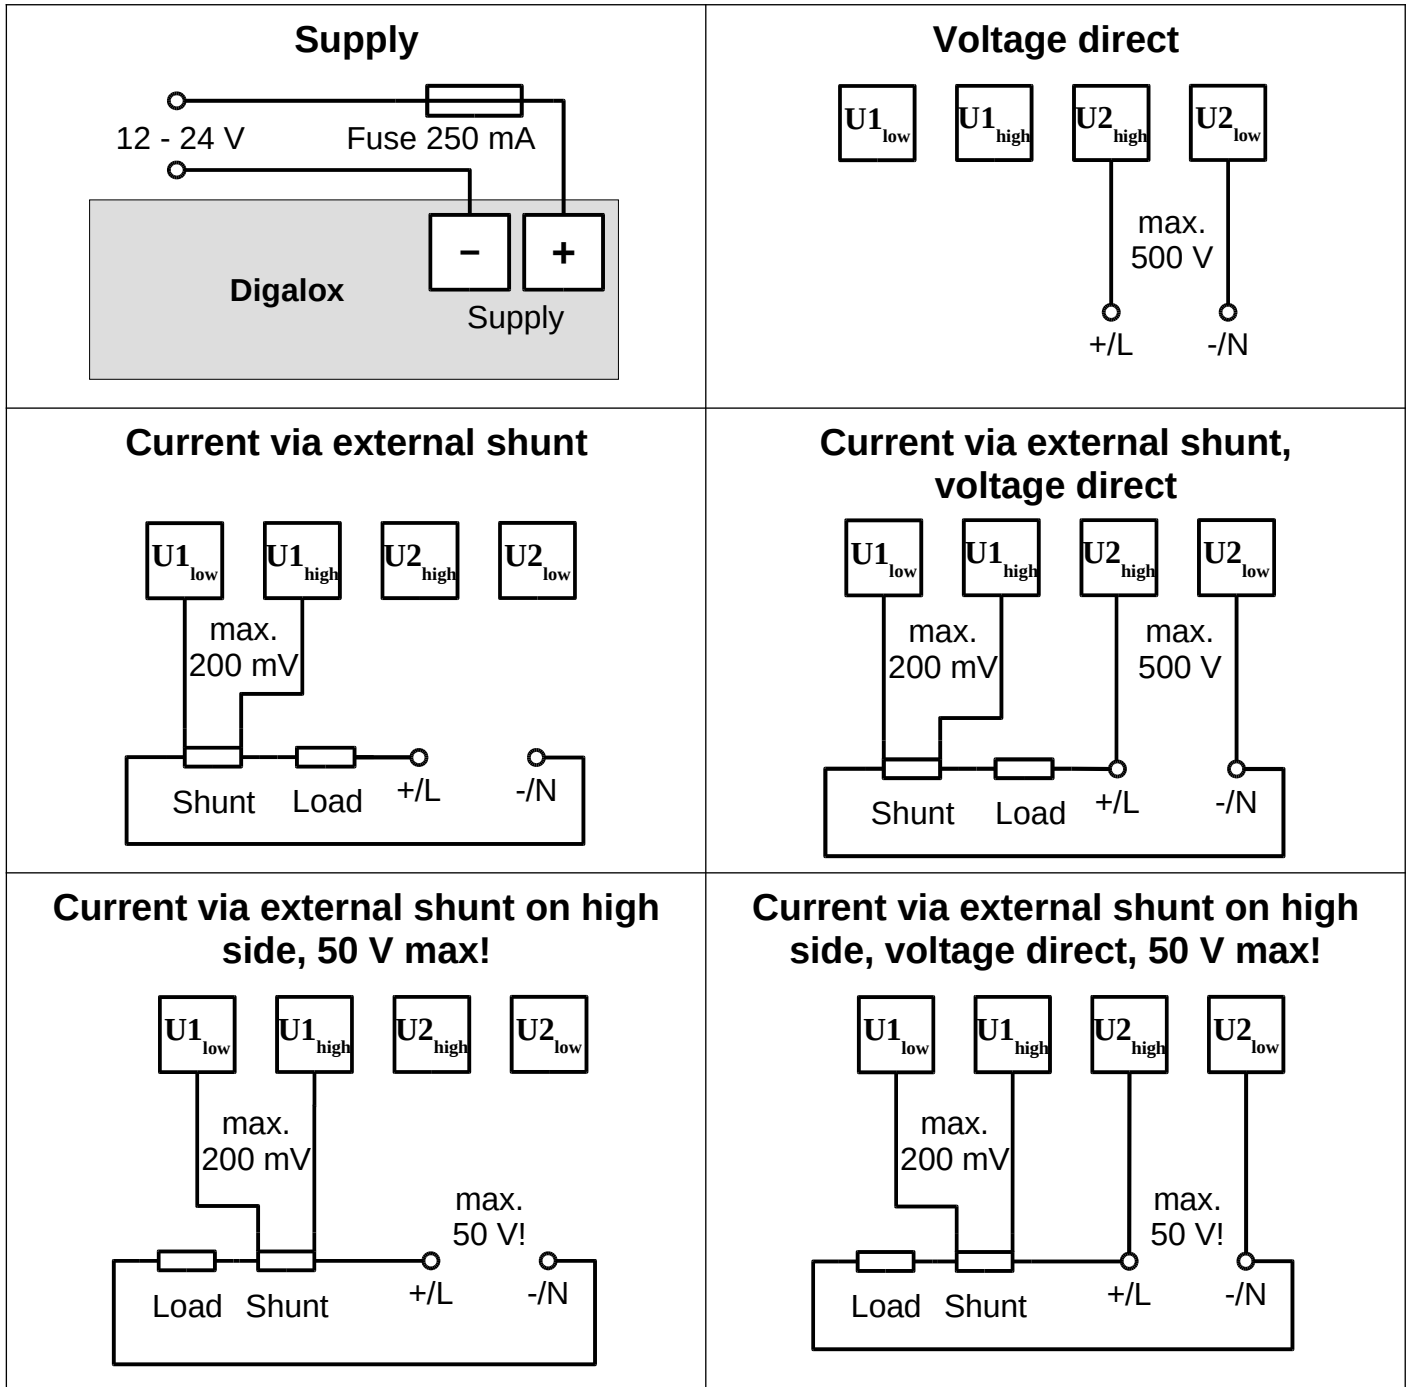 Supply
12 - 24 V
Fuse 250 mA
−
+
Digalox
Supply
Voltage direct
U1low
U1high
U2high
U2low
max.
500 V
+/L
-/N
Current via external shunt
U1low
U1high
U2high
U2low
max.
200 mV
Shunt
Load
+/L
-/N
Current via external shunt,
voltage direct
U1low
U1high
U2high
U2low
max.
200 mV
max.
500 V
Shunt
Load
+/L
-/N
Current via external shunt on high
side, 50 V max!
U1low
U1high
U2high
U2low
max.
200 mV
max.
50 V!
Load
Shunt
+/L
-/N
Current via external shunt on high
side, voltage direct, 50 V max!
U1low
U1high
U2high
U2low
max.
200 mV
max.
50 V!
Load
Shunt
+/L
-/N